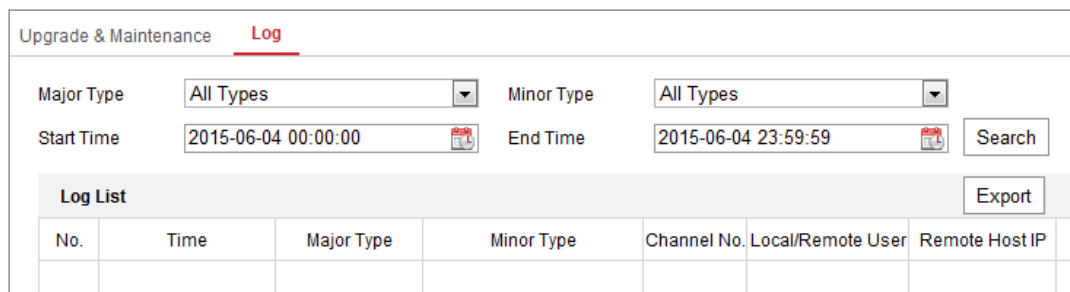 Upgrade & Maintenance Log
Major Type All Types Minor Type All Types
Start Time 2015-06-04 00:00:00 End Time 2015-06-04 23:59:59 Search
Log List Export
No. Time Major Type Minor Type Channel No. Local/Remote User Remote Host IP